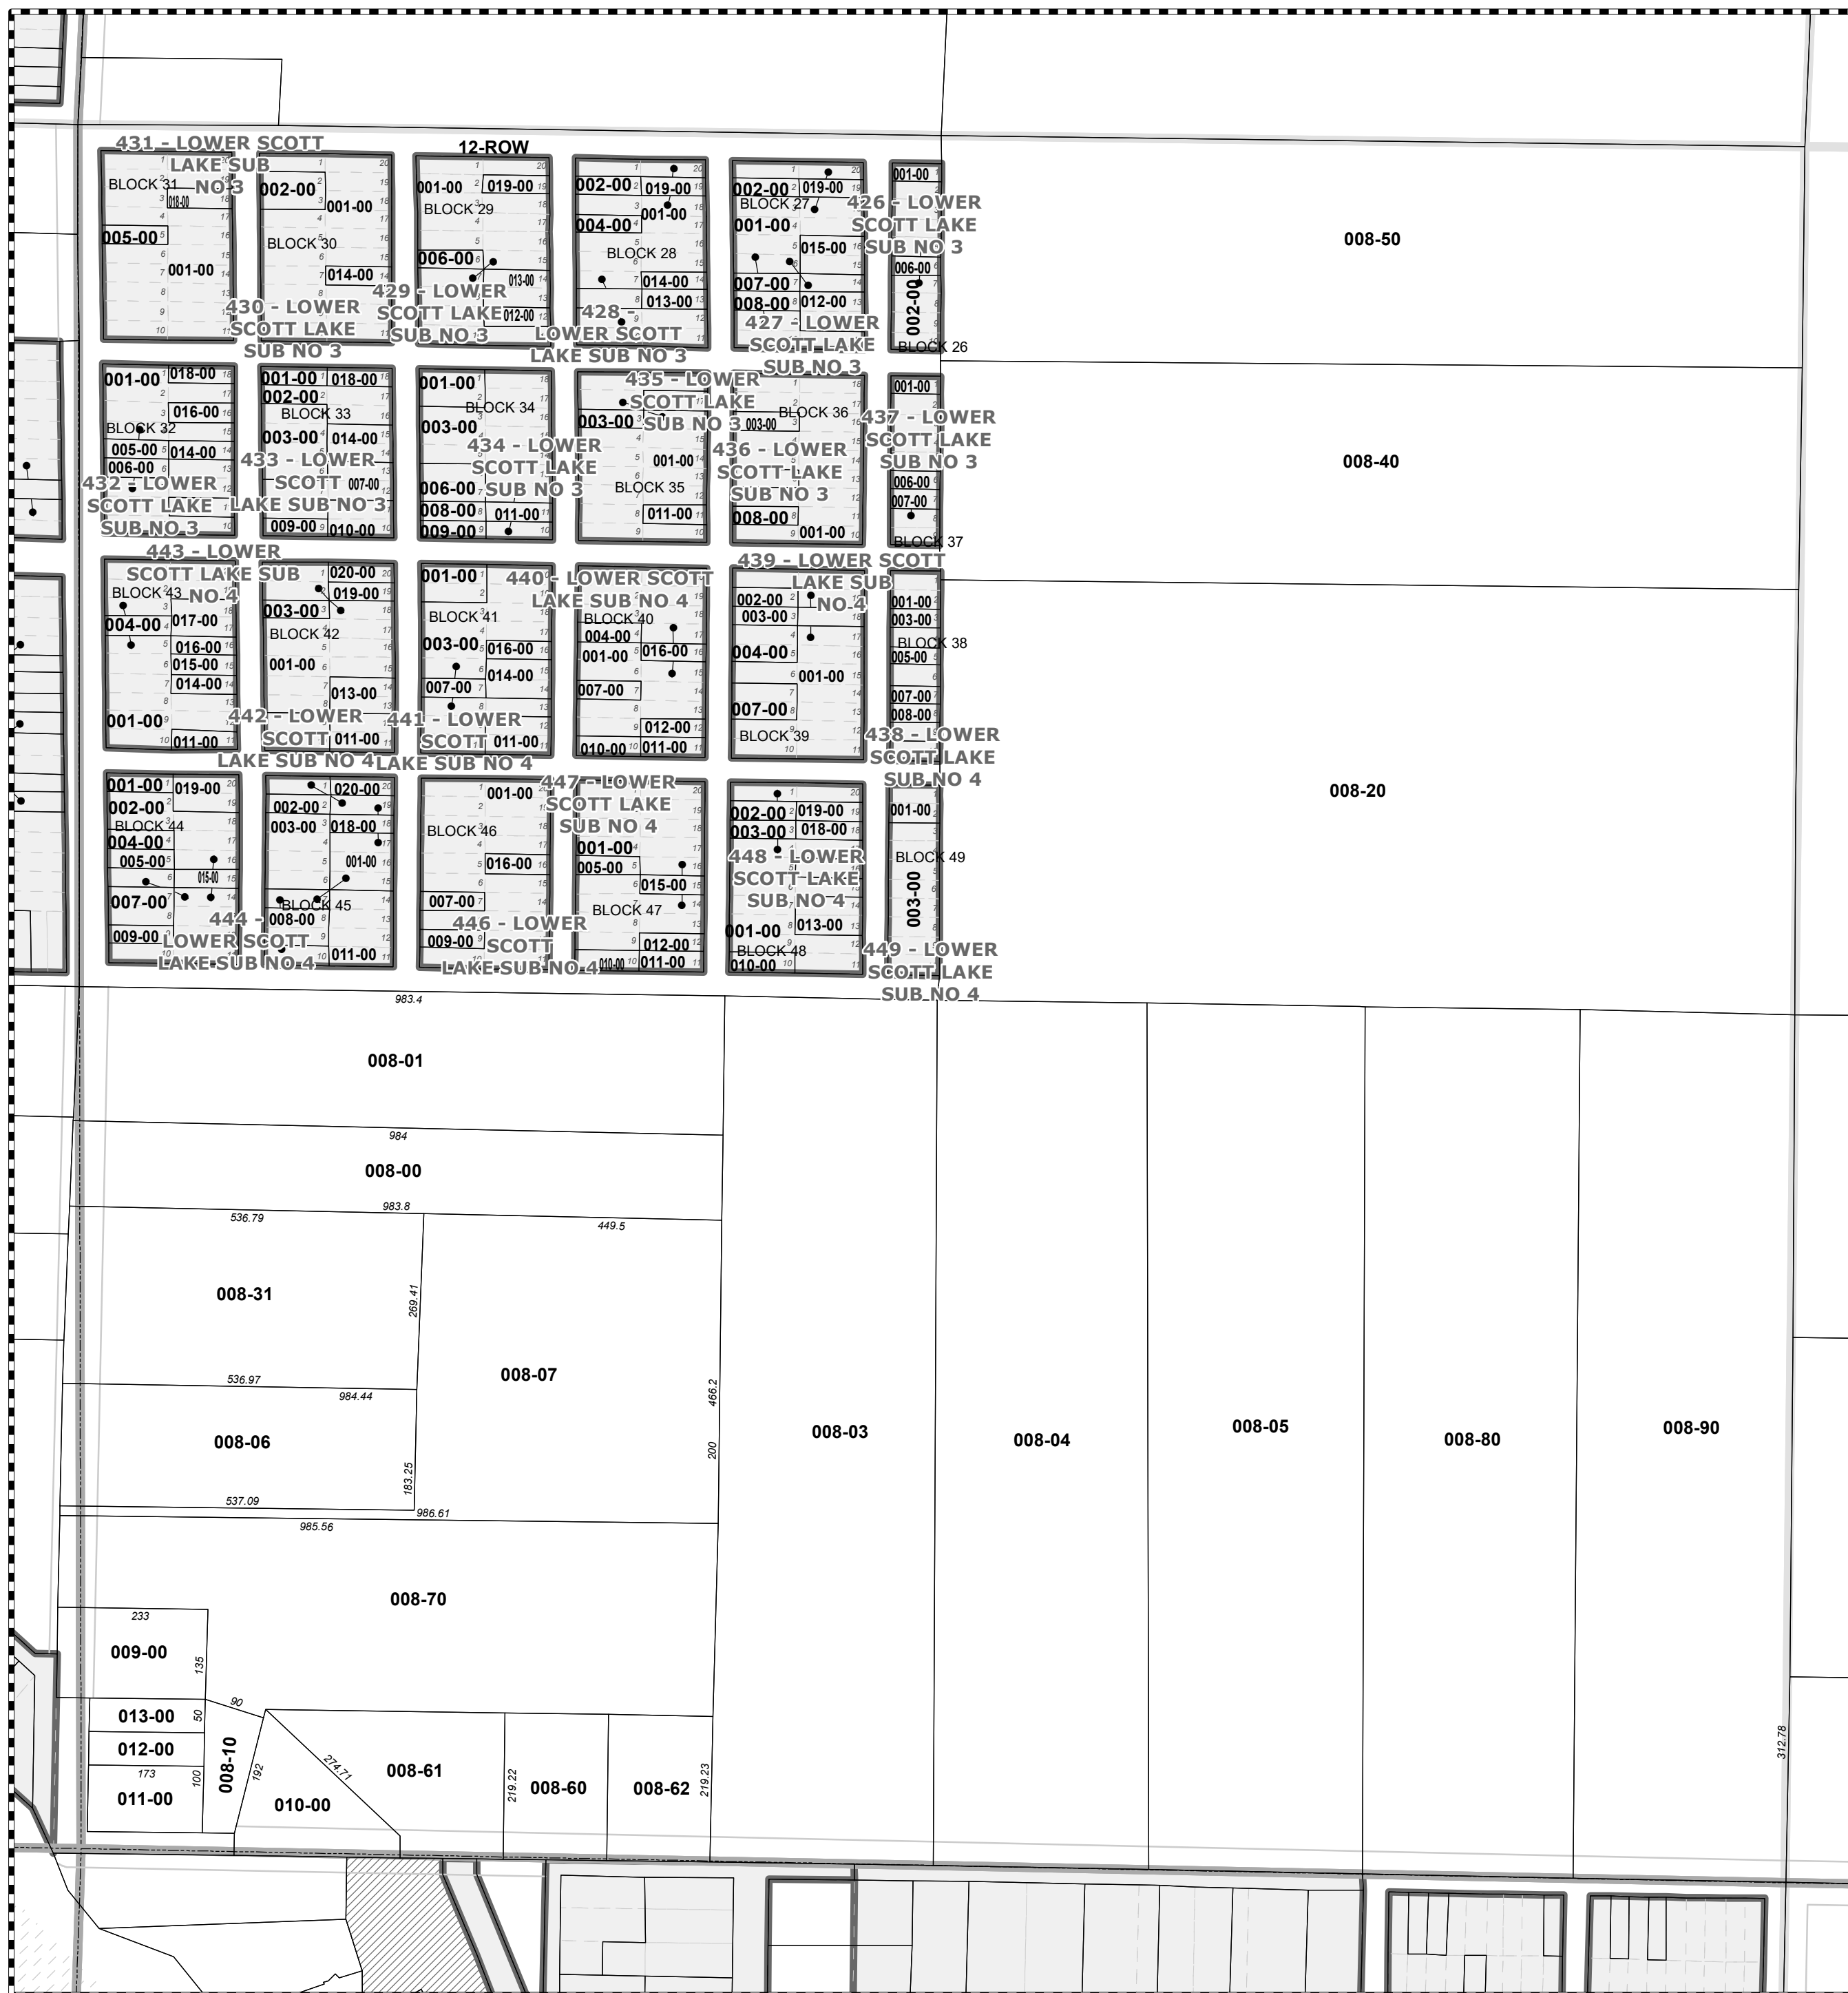 12-ROW
431 - LOWER SCOTT
LAKE SUB
NO 3
BLOCK 31
018-00
005-00
001-00
002-00
001-00
BLOCK 30
014-00
430 - LOWER
SCOTT LAKE
SUB NO 3
001-00
019-00
BLOCK 29
006-00
013-00
012-00
429 - LOWER
SCOTT LAKE
SUB NO 3
002-00
019-00
001-00
004-00
BLOCK 28
014-00
013-00
428 -
LOWER SCOTT
LAKE SUB NO 3
002-00
019-00
BLOCK 27
001-00
015-00
007-00
008-00
012-00
427 - LOWER
SCOTT LAKE
SUB NO 3
001-00
426 - LOWER
SCOTT LAKE
SUB NO 3
006-00
002-00
BLOCK 26
008-50
001-00
018-00
016-00
BLOCK 32
005-00
014-00
006-00
432 - LOWER
SCOTT LAKE
SUB NO 3
001-00
018-00
002-00
BLOCK 33
003-00
014-00
433 - LOWER
SCOTT
LAKE SUB NO 3
007-00
009-00
010-00
001-00
BLOCK 34
003-00
434 - LOWER
SCOTT LAKE
SUB NO 3
006-00
008-00
011-00
009-00
435 - LOWER
SCOTT LAKE
SUB NO 3
003-00
001-00
BLOCK 35
011-00
BLOCK 36
003-00
436 - LOWER
SCOTT LAKE
SUB NO 3
008-00
001-00
001-00
437 - LOWER
SCOTT LAKE
SUB NO 3
006-00
007-00
BLOCK 37
008-40
443 - LOWER
SCOTT LAKE SUB
NO 4
BLOCK 43
004-00
017-00
016-00
015-00
014-00
001-00
011-00
020-00
019-00
003-00
BLOCK 42
001-00
013-00
011-00
442 - LOWER
SCOTT
LAKE SUB NO 4
001-00
BLOCK 41
003-00
016-00
014-00
007-00
011-00
441 - LOWER
SCOTT
LAKE SUB NO 4
440 - LOWER SCOTT
LAKE SUB NO 4
BLOCK 40
004-00
001-00
016-00
007-00
012-00
010-00
011-00
439 - LOWER SCOTT
LAKE SUB
NO 4
002-00
003-00
004-00
001-00
007-00
BLOCK 39
001-00
003-00
BLOCK 38
005-00
007-00
008-00
438 - LOWER
SCOTT LAKE
SUB NO 4
008-20
001-00
019-00
002-00
BLOCK 44
004-00
005-00
015-00
007-00
009-00
444 -
LOWER SCOTT
LAKE SUB NO 4
020-00
002-00
003-00
018-00
001-00
BLOCK 45
008-00
011-00
001-00
BLOCK 46
016-00
007-00
009-00
446 - LOWER
SCOTT
LAKE SUB NO 4
447 - LOWER
SCOTT LAKE
SUB NO 4
001-00
005-00
015-00
BLOCK 47
012-00
010-00
011-00
002-00
019-00
003-00
018-00
448 - LOWER
SCOTT LAKE
SUB NO 4
001-00
013-00
BLOCK 48
010-00
001-00
BLOCK 49
003-00
449 - LOWER
SCOTT LAKE
SUB NO 4
983.4
008-01
984
008-00
983.8
536.79
449.5
008-31
269.41
008-07
536.97
984.44
466.2
008-06
200
183.25
537.09
986.61
985.56
008-03
008-04
008-05
008-80
008-90
008-70
233
009-00
135
90
013-00
50
012-00
173
100
011-00
008-10
192
274.71
010-00
008-61
219.22
008-60
008-62
219.23
312.78